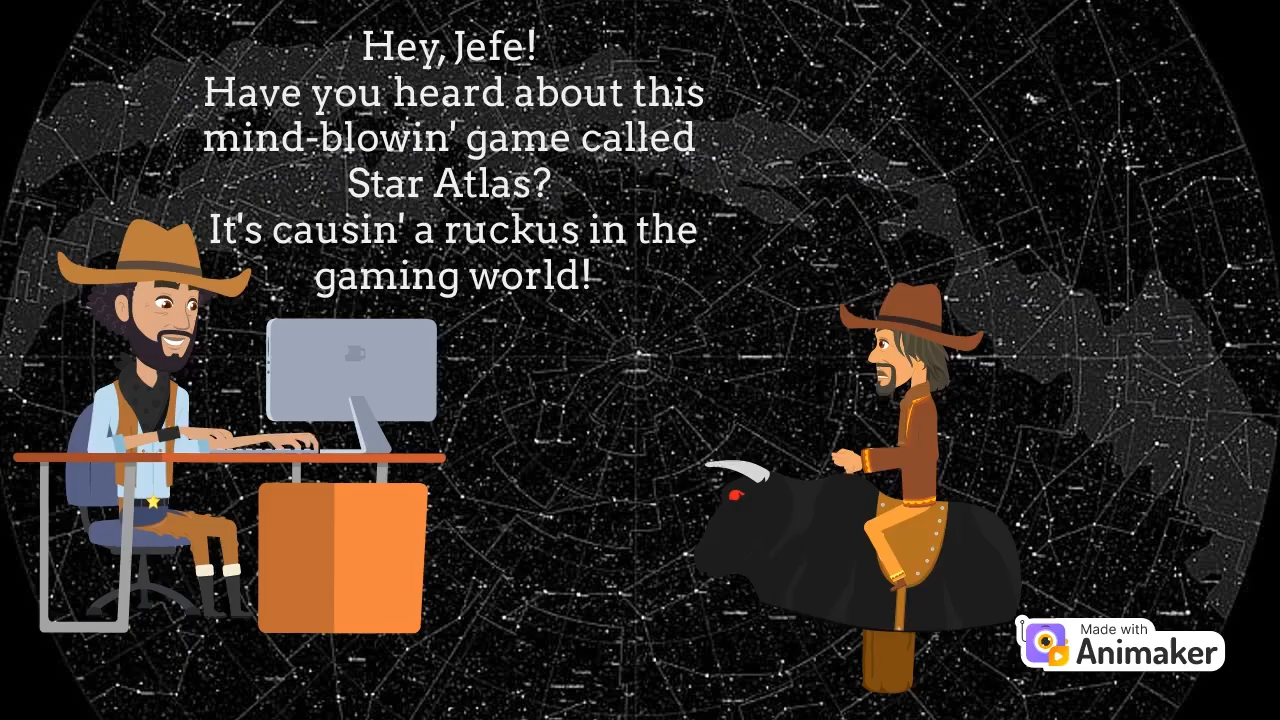 Hey, Jefe!
Have you heard about this
mind-blowin' game called
Star Atlas?
It's causin' a ruckus in the
gaming world!
Made with
Animaker